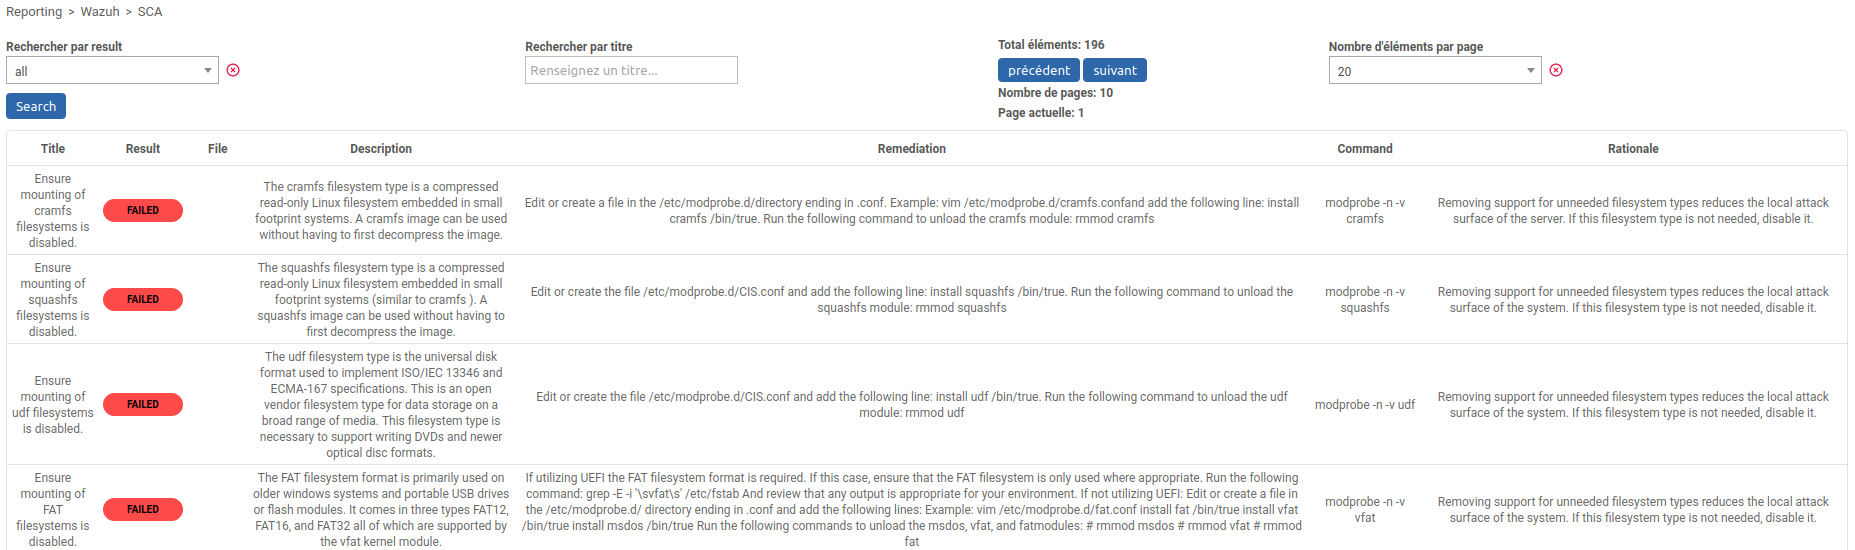 Reporting > Wazuh > SCA
Rechercher par result
all
Search
Rechercher par titre
Renseignez un titre...
Total éléments: 196
précédent suivant
Nombre de pages: 10
Page actuelle: 1
Nombre d'éléments par page
20
Title Result File Description Remediation Command Rationale
Ensure
mounting of
cramfs
filesystems is
disabled.
FAILED
The cramfs filesystem type is a compressed
read-only Linux filesystem embedded in small
footprint systems. A cramfs image can be used
without having to first decompress the image.
Edit or create a file in the /etc/modprobe.d/directory ending in .conf. Example: vim /etc/modprobe.d/cramfs.confand add the following line: install
cramfs /bin/true. Run the following command to unload the cramfs module: rmmod cramfs
modprobe -n -v
cramfs
Removing support for unneeded filesystem types reduces the local attack
surface of the server. If this filesystem type is not needed, disable it.
Ensure
mounting of
squashfs
filesystems is
disabled.
FAILED
The squashfs filesystem type is a compressed
read-only Linux filesystem embedded in small
footprint systems (similar to cramfs ). A
squashfs image can be used without having to
first decompress the image.
Edit or create the file /etc/modprobe.d/CIS.conf and add the following line: install squashfs /bin/true. Run the following command to unload the
squashfs module: rmmod squashfs
modprobe -n -v
squashfs
Removing support for unneeded filesystem types reduces the local attack
surface of the system. If this filesystem type is not needed, disable it.
Ensure
mounting of
udf filesystems
is disabled.
FAILED
The udf filesystem type is the universal disk
format used to implement ISO/IEC 13346 and
ECMA-167 specifications. This is an open
vendor filesystem type for data storage on a
broad range of media. This filesystem type is
necessary to support writing DVDs and newer
optical disc formats.
Edit or create the file /etc/modprobe.d/CIS.conf and add the following line: install udf /bin/true. Run the following command to unload the udf
module: rmmod udf
modprobe -n -v udf
Removing support for unneeded filesystem types reduces the local attack
surface of the system. If this filesystem type is not needed, disable it.
Ensure
mounting of
FAT
filesystems is
disabled.
FAILED
The FAT filesystem format is primarily used on
older windows systems and portable USB drives
or flash modules. It comes in three types FAT12,
FAT16, and FAT32 all of which are supported by
the vfat kernel module.
If utilizing UEFI the FAT filesystem format is required. If this case, ensure that the FAT filesystem is only used where appropriate. Run the following
command: grep -E -i '\svfat\s' /etc/fstab And review that any output is appropriate for your environment. If not utilizing UEFI: Edit or create a file in
the /etc/modprobe.d/ directory ending in .conf and add the following lines: Example: vim /etc/modprobe.d/fat.conf install fat /bin/true install vfat
/bin/true install msdos /bin/true Run the following commands to unload the msdos, vfat, and fatmodules: # rmmod msdos # rmmod vfat # rmmod
fat
modprobe -n -v
vfat
Removing support for unneeded filesystem types reduces the local attack
surface of the system. If this filesystem type is not needed, disable it.